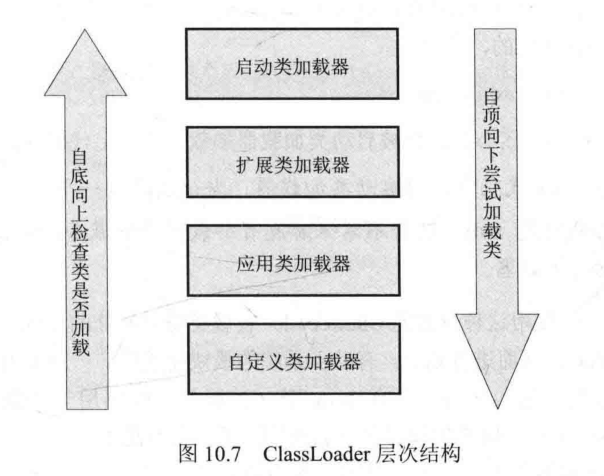 启动类加载器
扩展类加载器
应用类加载器
自定义类加载器
自底向上检查类是否加载
自顶向下尝试加载类
图 10.7 ClassLoader 层次结构